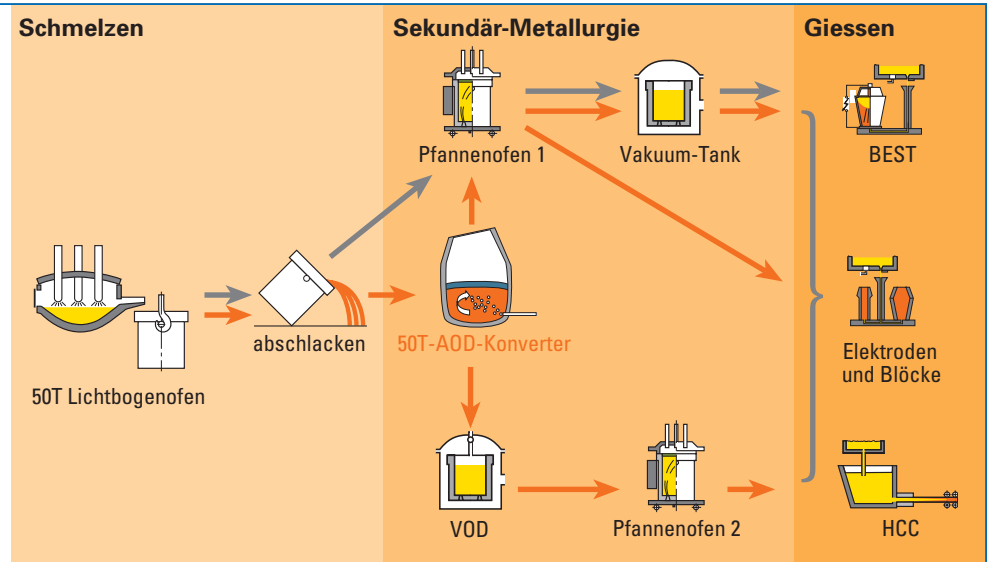 Schmelzen
Sekundär-Metallurgie
Giessen
Pfannenofen 1
Vakuum-Tank
BEST
abschlacken
50T-AOD-Konverter
Elektroden
und Blöcke
50T Lichtbogenofen
VOD
Pfannenofen 2
HCC